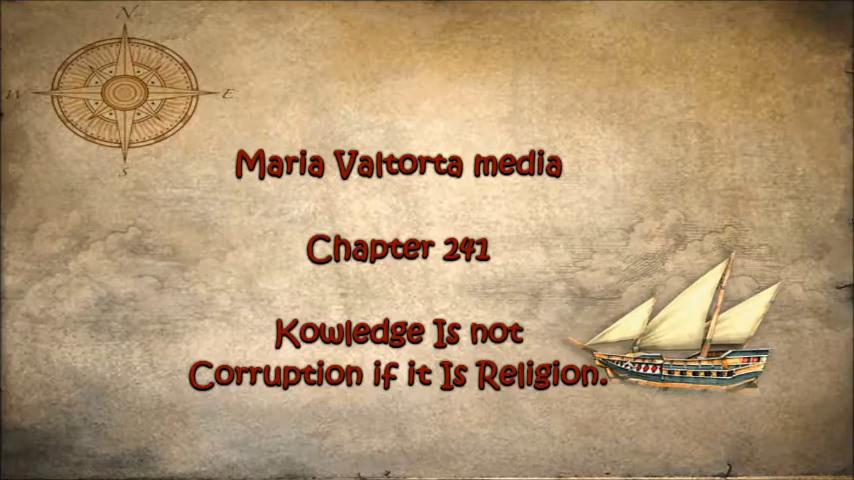 N
W E
S
Maria Valtorta media
Chapter 241
Kowledge Is not
Corruption if it Is Religion.